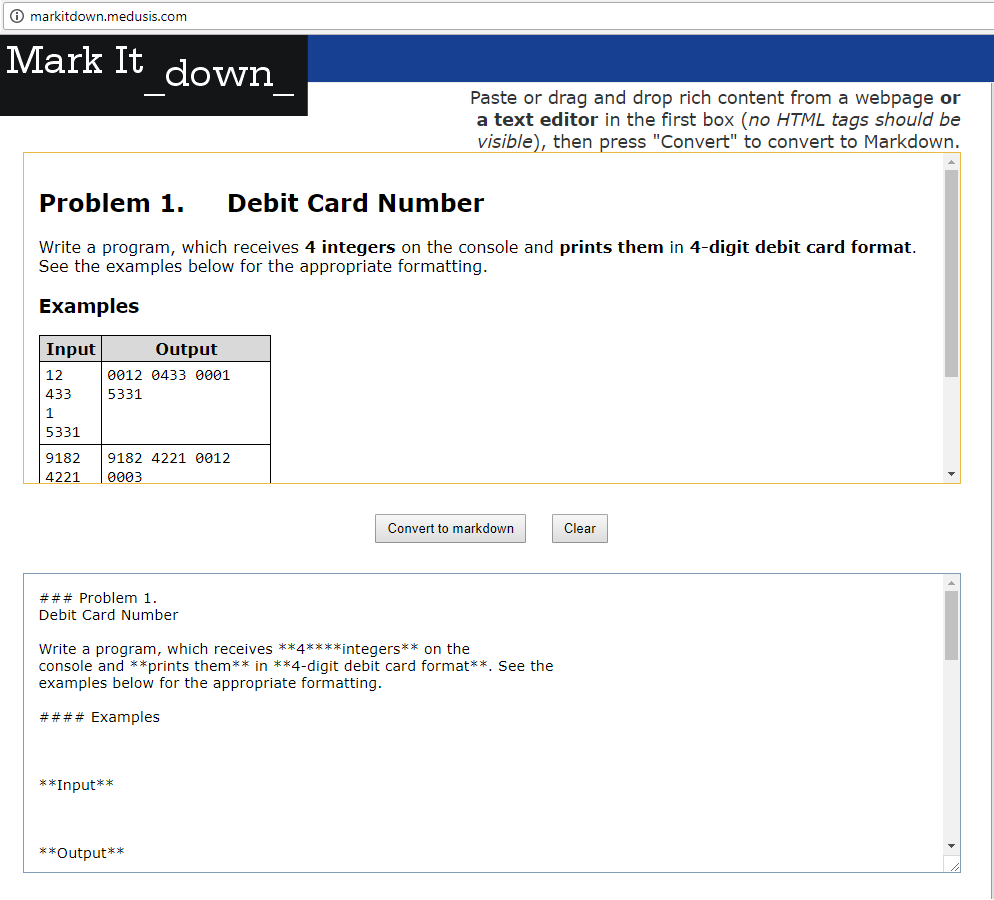 markitdown.medusis.com
Mark It _down_
Paste or drag and drop rich content from a webpage or
a text editor in the first box (no HTML tags should be
visible), then press "Convert" to convert to Markdown.
Problem 1. Debit Card Number
Write a program, which receives 4 integers on the console and prints them in 4-digit debit card format.
See the examples below for the appropriate formatting.
Examples
Input Output
12 0012 0433 0001
433 5331
1
5331
9182 9182 4221 0012
4221 0003
Convert to markdown Clear
### Problem 1.
Debit Card Number
Write a program, which receives **4****integers** on the
console and **prints them** in **4-digit debit card format**. See the
examples below for the appropriate formatting.
#### Examples
**Input**
**Output**